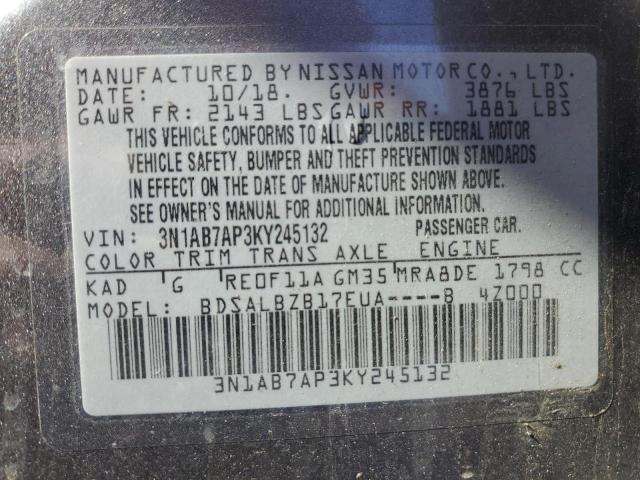 MANUFACTURED BY NISSAN MOTOR CO., LTD.
DATE: 10/18. GVWR: 3876 LBS
GAWR FR: 2143 LBS GAWR RR: 1881 LBS
THIS VEHICLE CONFORMS TO ALL APPLICABLE FEDERAL MOTOR
VEHICLE SAFETY, BUMPER AND THEFT PREVENTION STANDARDS
IN EFFECT ON THE DATE OF MANUFACTURE SHOWN ABOVE.
SEE OWNER'S MANUAL FOR ADDITIONAL INFORMATION.
VIN: 3N1AB7AP3KY245132 PASSENGER CAR.
COLOR TRIM TRANS AXLE ENGINE
KAD G RE0F11A GM35 MRA8DE 1798 CC
MODEL: BDSALBZB17EUA----B 4Z000
3N1AB7AP3KY245132